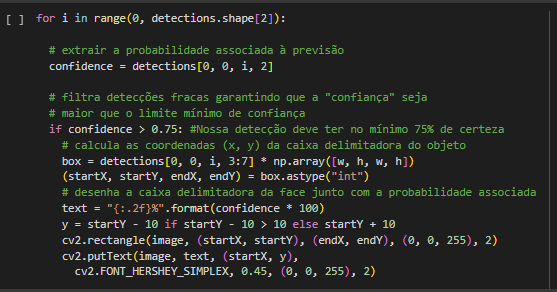 [ ] for i in range(0, detections.shape[2]):
# extrair a probabilidade associada à previsão
confidence = detections[0, 0, i, 2]
# filtra detecções fracas garantindo que a "confiança" seja
# maior que o limite mínimo de confiança
if confidence > 0.75: #Nossa detecção deve ter no mínimo 75% de certeza
# calcula as coordenadas (x, y) da caixa delimitadora do objeto
box = detections[0, 0, i, 3:7] * np.array([w, h, w, h])
(startX, startY, endX, endY) = box.astype("int")
# desenha a caixa delimitadora da face junto com a probabilidade associada
text = "{:.2f}%".format(confidence * 100)
y = startY - 10 if startY - 10 > 10 else startY + 10
cv2.rectangle(image, (startX, startY), (endX, endY), (0, 0, 255), 2)
cv2.putText(image, text, (startX, y),
cv2.FONT_HERSHEY_SIMPLEX, 0.45, (0, 0, 255), 2)